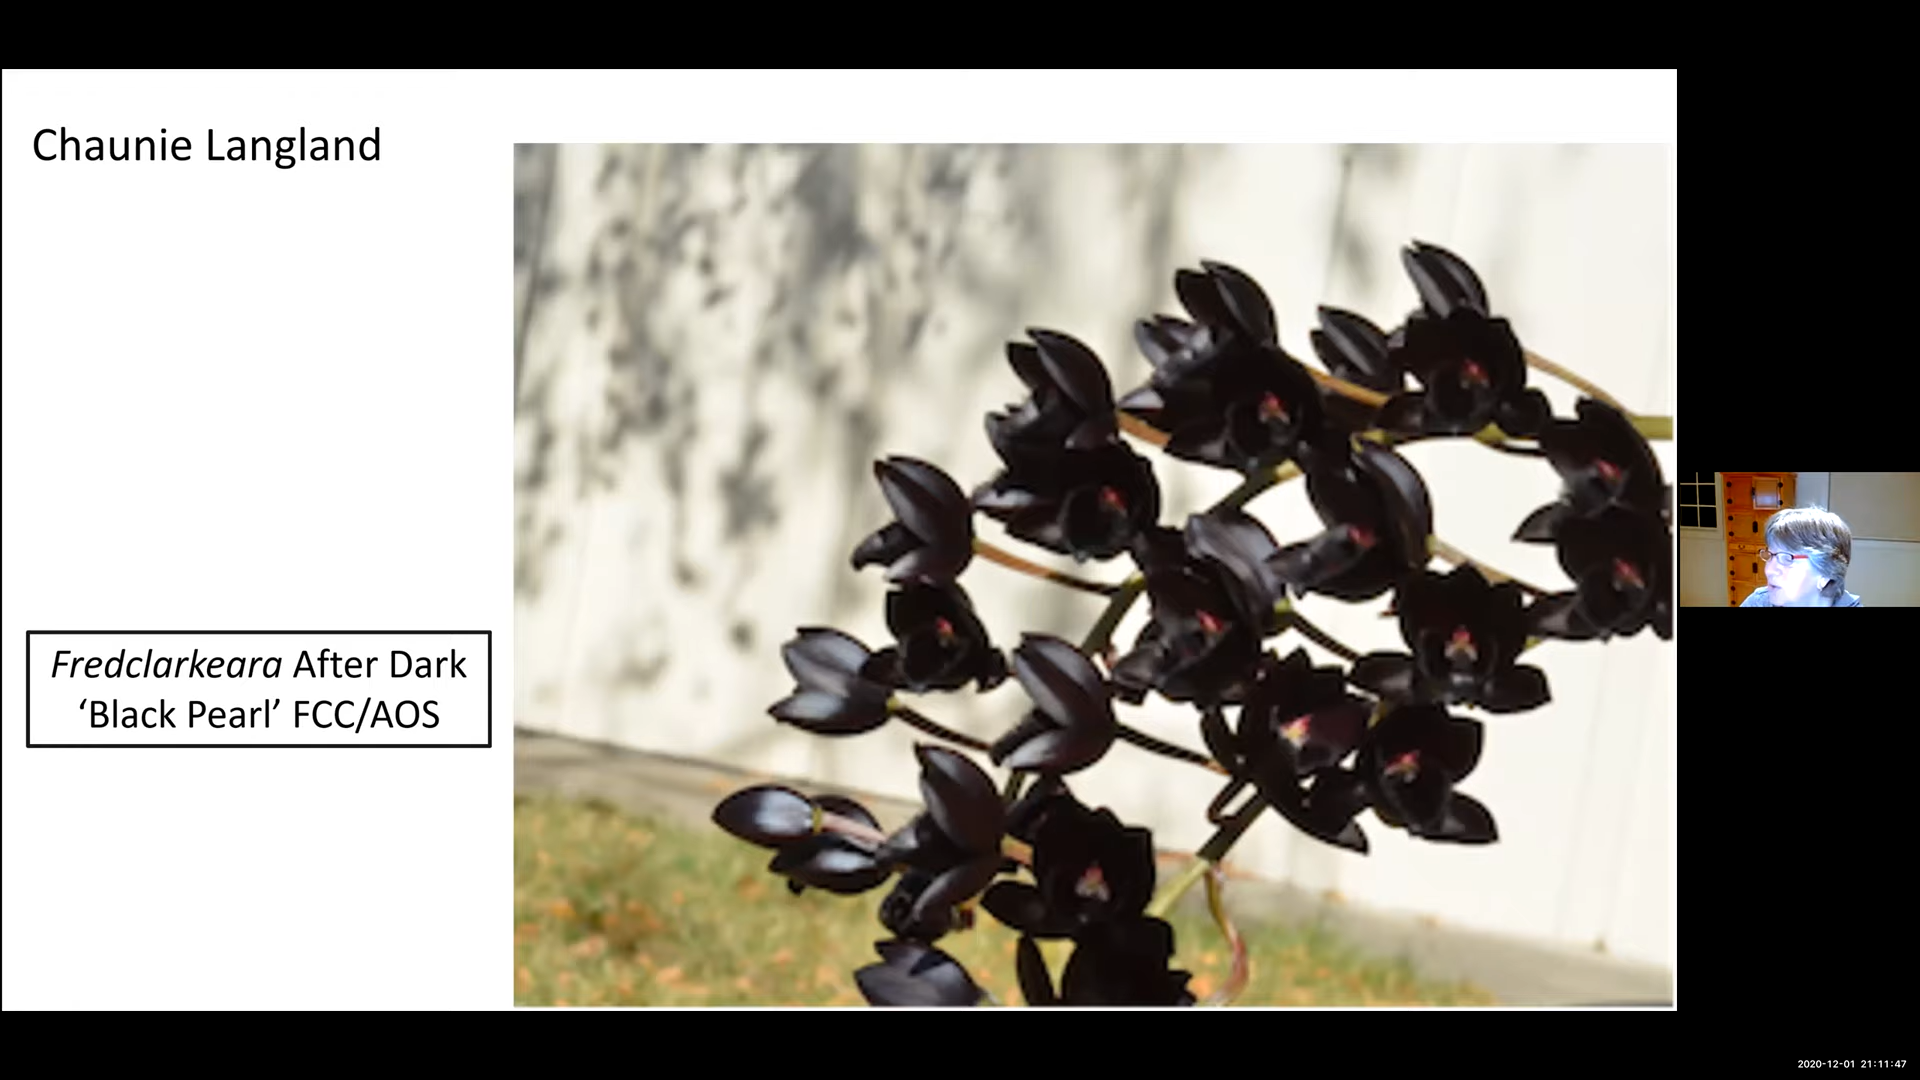 Chaunie Langland
Fredclarkeara After Dark
‘Black Pearl’ FCC/AOS
2020-12-01 21:11:47